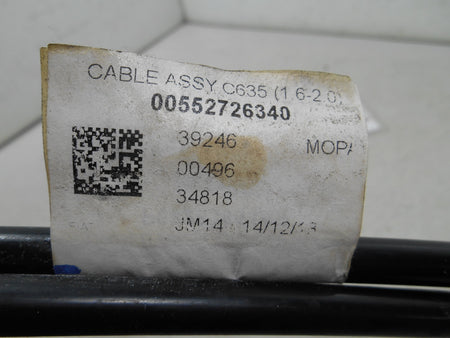 CABLE ASSY C635 (1.6-2.0)
00552726340
39246 MOPA
00496
34818
JM14 14/12/13